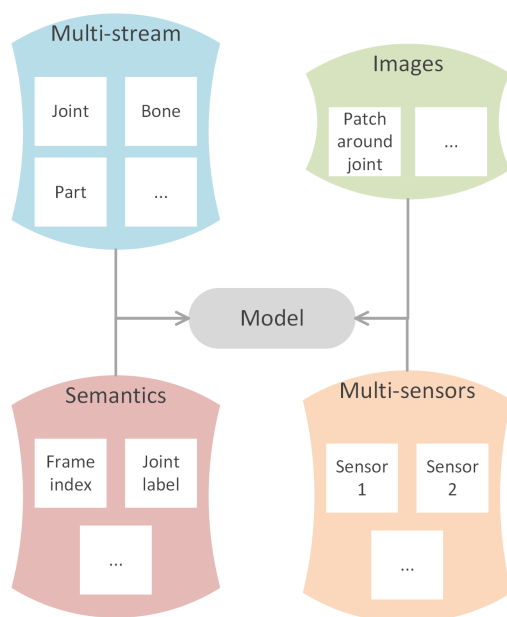 Multi-stream
Joint
Bone
Part
...
Images
Patch
around
joint
...
Model
Semantics
Frame
index
Joint
label
...
Multi-sensors
Sensor
1
Sensor
2
...